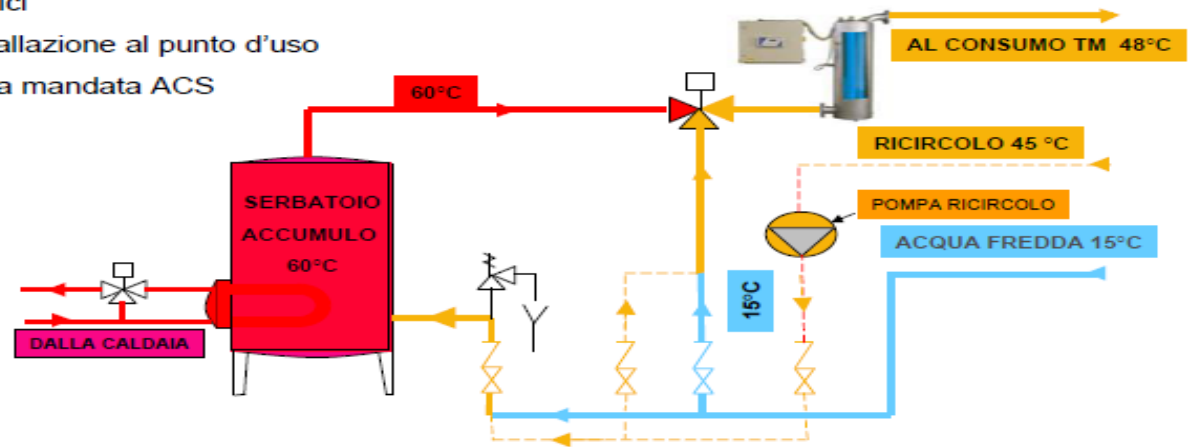 allazione al punto d'uso
a mandata ACS
AL CONSUMO TM 48°C
60°C
RICIRCOLO 45 °C
SERBATOIO
ACCUMULO
60°C
POMPA RICIRCOLO
ACQUA FREDDA 15°C
15°C
DALLA CALDAIA